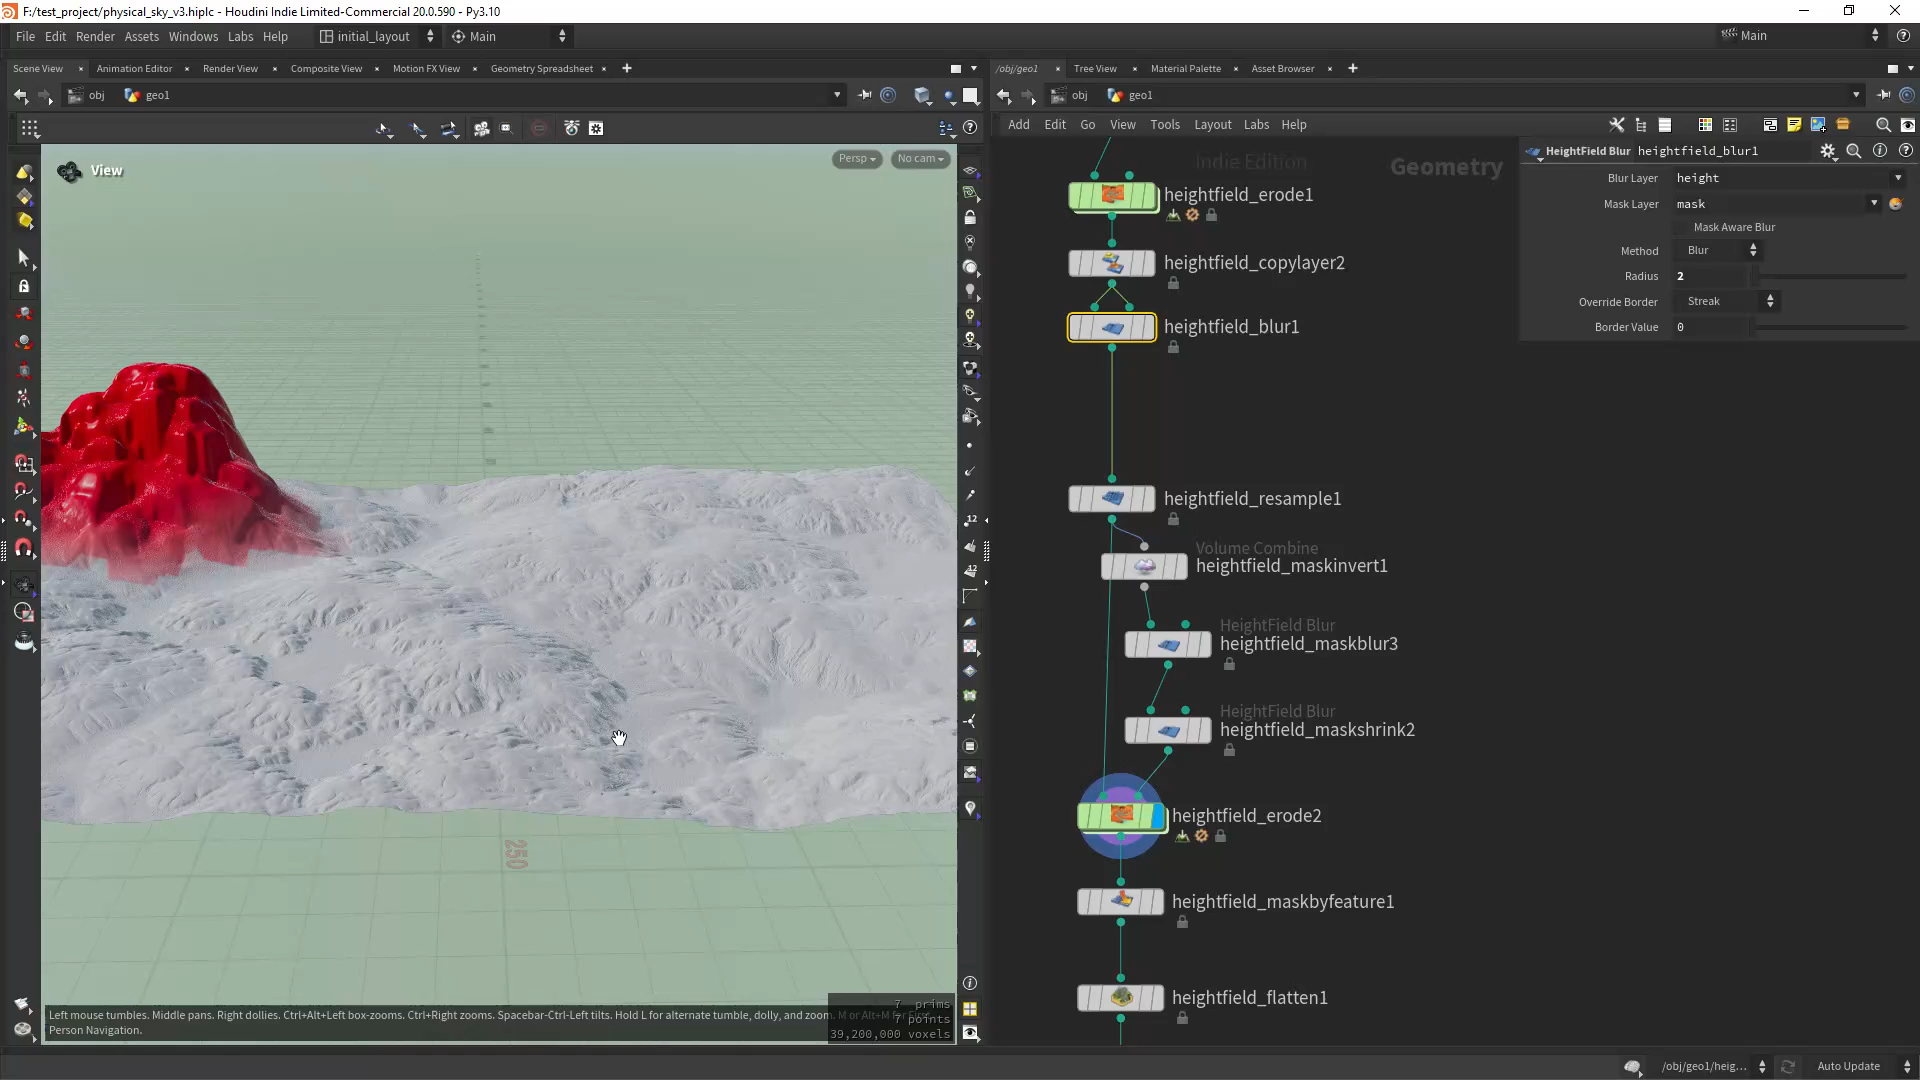 F:/test_project/physical_sky_v3.hiplc - Houdini Indie Limited-Commercial 20.0.590 - Py3.10
File Edit Render Assets Windows Labs Help initial_layout Main Main
Scene View Animation Editor Render View Composite View Motion FX View Geometry Spreadsheet
/obj/geo1 Tree View Material Palette Asset Browser
obj geo1
obj geo1
Add Edit Go View Tools Layout Labs Help
View
Persp No cam
Indie Edition
Geometry
HeightField Blur heightfield_blur1
Blur Layer height
Mask Layer mask
Mask Aware Blur
Method Blur
Radius 2
Override Border Streak
Border Value 0
heightfield_erode1
heightfield_copylayer2
heightfield_blur1
heightfield_resample1
Volume Combine
heightfield_maskinvert1
HeightField Blur
heightfield_maskblur3
HeightField Blur
heightfield_maskshrink2
heightfield_erode2
heightfield_maskbyfeature1
heightfield_flatten1
12
12
250
Left mouse tumbles. Middle pans. Right dollies. Ctrl+Alt+Left box-zooms. Ctrl+Right zooms. Spacebar-Ctrl-Left tilts. Hold L for alternate tumble, dolly, and zoom. M or Alt+M for First
Person Navigation.
7 prims
7 points
39,200,000 voxels
/obj/geo1/heig... Auto Update